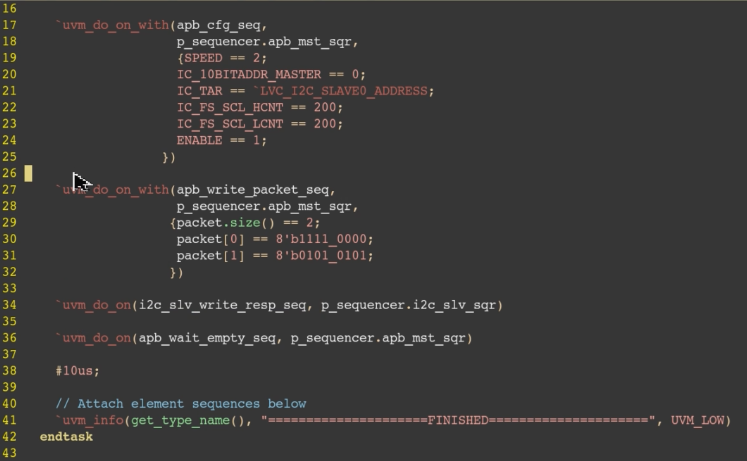 16
17    `uvm_do_on_with(apb_cfg_seq,
18                    p_sequencer.apb_mst_sqr,
19                    {SPEED == 2;
20                    IC_10BITADDR_MASTER == 0;
21                    IC_TAR == `LVC_I2C_SLAVE0_ADDRESS;
22                    IC_FS_SCL_HCNT == 200;
23                    IC_FS_SCL_LCNT == 200;
24                    ENABLE == 1;
25                  })
26
27    `uvm_do_on_with(apb_write_packet_seq,
28                    p_sequencer.apb_mst_sqr,
29                   {packet.size() == 2;
30                    packet[0] == 8'b1111_0000;
31                    packet[1] == 8'b0101_0101;
32                   })
33
34    `uvm_do_on(i2c_slv_write_resp_seq, p_sequencer.i2c_slv_sqr)
35
36    `uvm_do_on(apb_wait_empty_seq, p_sequencer.apb_mst_sqr)
37
38    #10us;
39
40    // Attach element sequences below
41    `uvm_info(get_type_name(), "=====================FINISHED=====================", UVM_LOW)
42  endtask
43